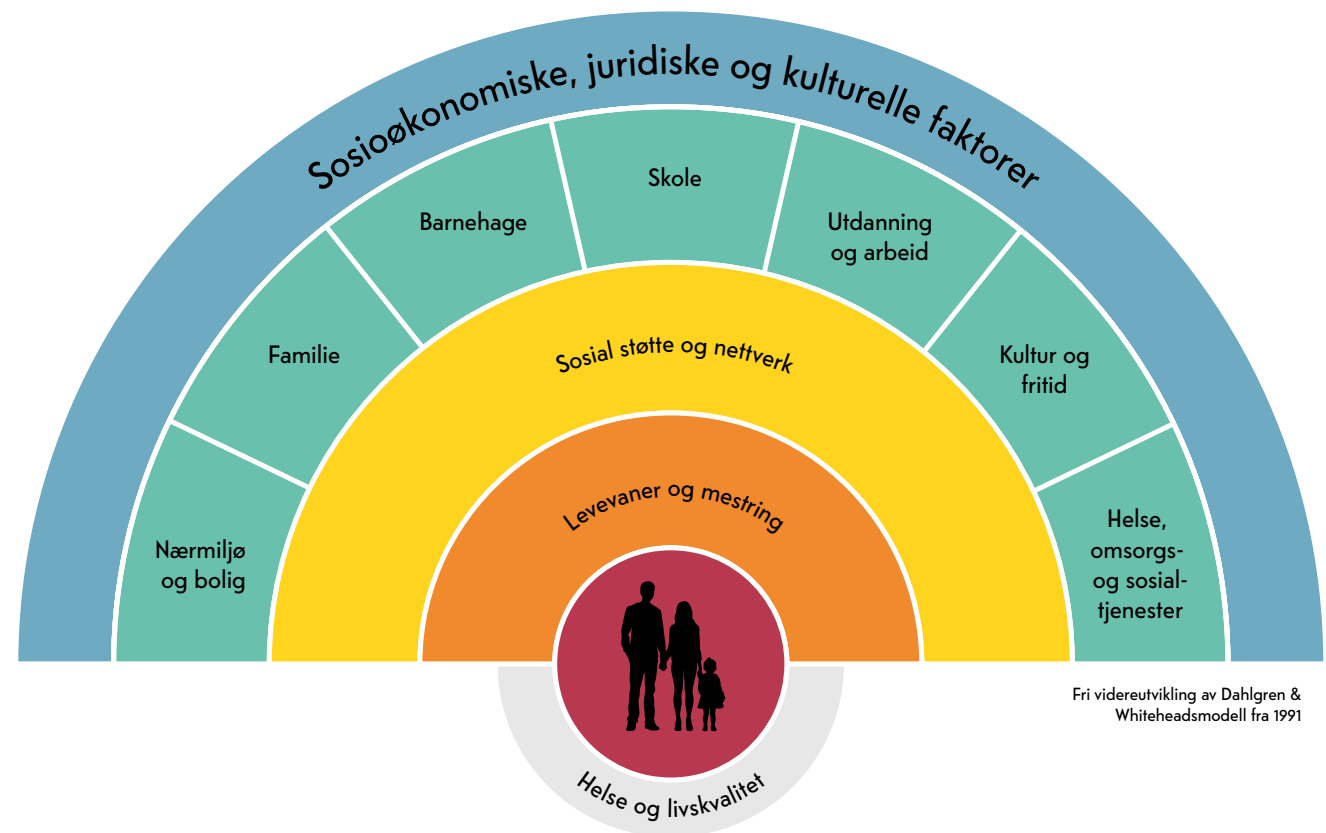 Sosioøkonomiske, juridiske og kulturelle faktorer
Nærmiljø
og bolig
Familie
Barnehage
Skole
Utdanning
og arbeid
Kultur og
fritid
Helse,
omsorgs-
og sosial-
tjenester
Sosial støtte og nettverk
Levevaner og mestring
Helse og livskvalitet
Fri videreutvikling av Dahlgren &
Whiteheadsmodell fra 1991